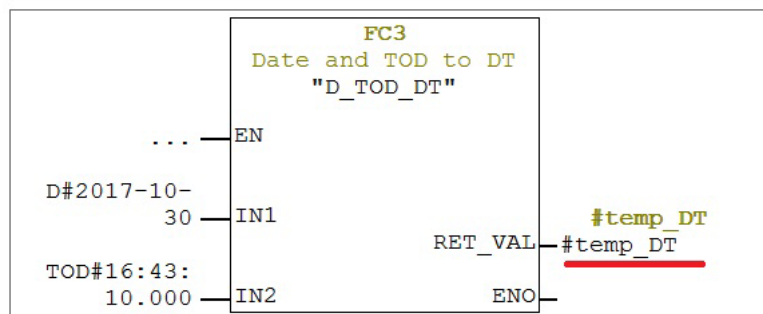 FC3
Date and TOD to DT
"D_TOD_DT"
... EN
D#2017-10-
30 IN1
#temp_DT
RET_VAL #temp_DT
TOD#16:43:
10.000 IN2 ENO